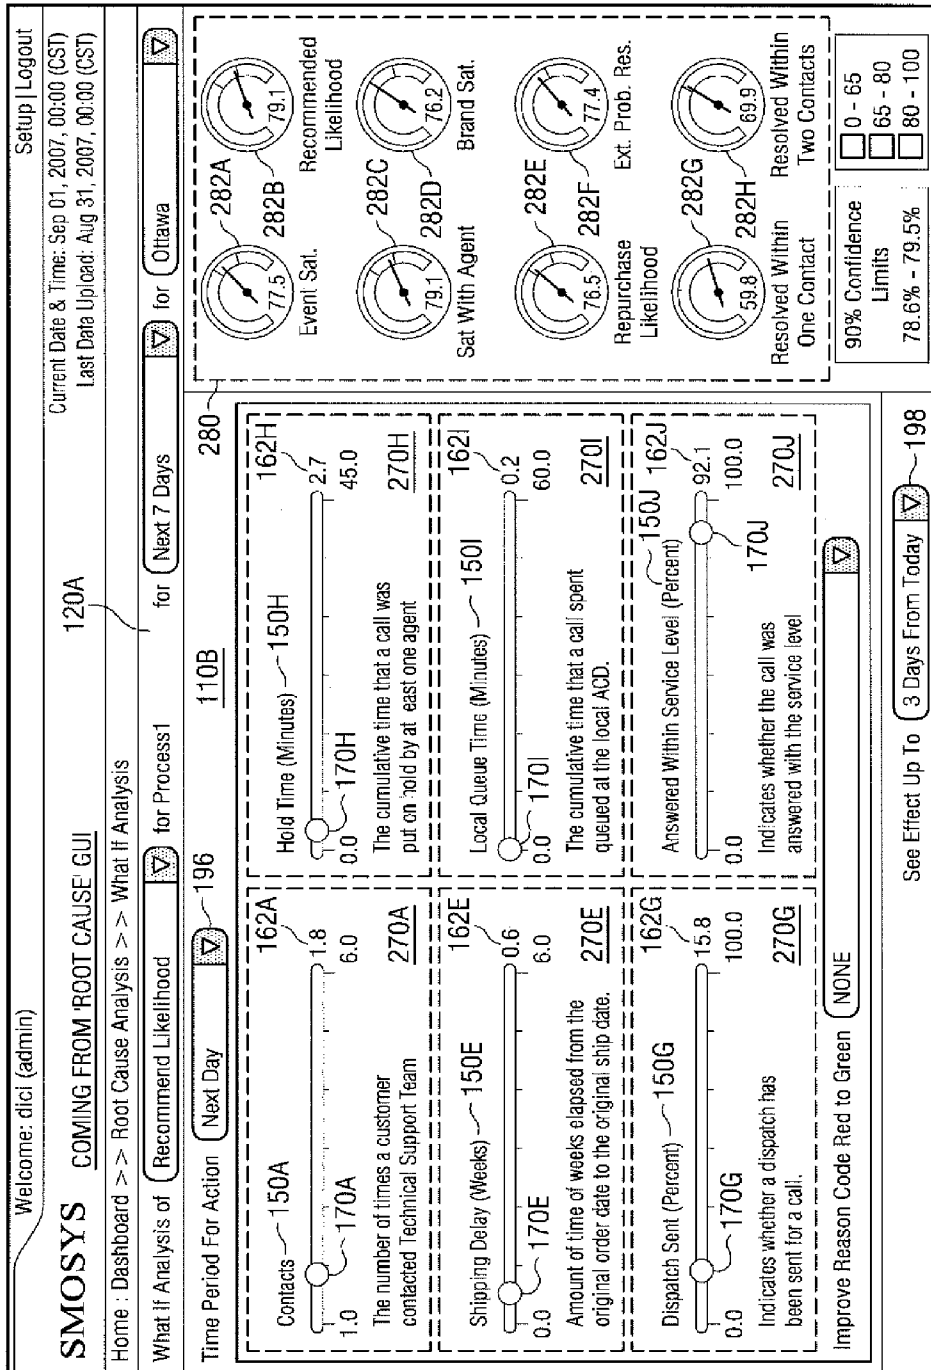 Welcome: dici (admin)
Setup | Logout
SMOSYS
COMING FROM 'ROOT CAUSE' GUI
120A
Current Date & Time: Sep 01, 2007, 00:00 (CST)
Last Data Upload: Aug 31, 2007, 00:00 (CST)
Home : Dashboard >> Root Cause Analysis >> What If Analysis
What If Analysis of Recommend Likelihood for Process1 for Next 7 Days for Ottawa
Time Period For Action Next Day 196
110B
280
Contacts 150A
162A
170A
1.8
1.0
6.0
The number of times a customer
contacted Technical Support Team
270A
Hold Time (Minutes) 150H
162H
170H
2.7
0.0
45.0
The cumulative time that a call was
put on hold by at east one agent
270H
Shipping Delay (Weeks) 150E
162E
170E
0.6
0.0
6.0
Amount of time of weeks elapsed from the
original order date to the original ship date.
270E
Local Queue Time (Minutes) 150I
162I
170I
0.2
0.0
60.0
The cumulative time that a call spent
queued at the local ACD.
270I
Dispatch Sent (Percent) 150G
162G
170G
15.8
0.0
100.0
Indicates whether a dispatch has
been sent for a call.
270G
Answered Within Service Level (Percent) 150J
162J
170J
92.1
0.0
100.0
Indicates whether the call was
answered with the service level
270J
Improve Reason Code Red to Green NONE
See Effect Up To 3 Days From Today 198
77.5
282A
Event Sat.
79.1
282B
Recommended
Likelihood
79.1
282C
Sat With Agent
76.2
282D
Brand Sat.
76.5
282E
Repurchase
Likelihood
77.4
282F
Ext. Prob. Res.
59.8
282G
Resolved Within
One Contact
69.9
282H
Resolved Within
Two Contacts
90% Confidence
Limits
78.6% - 79.5%
0 - 65
65 - 80
80 - 100